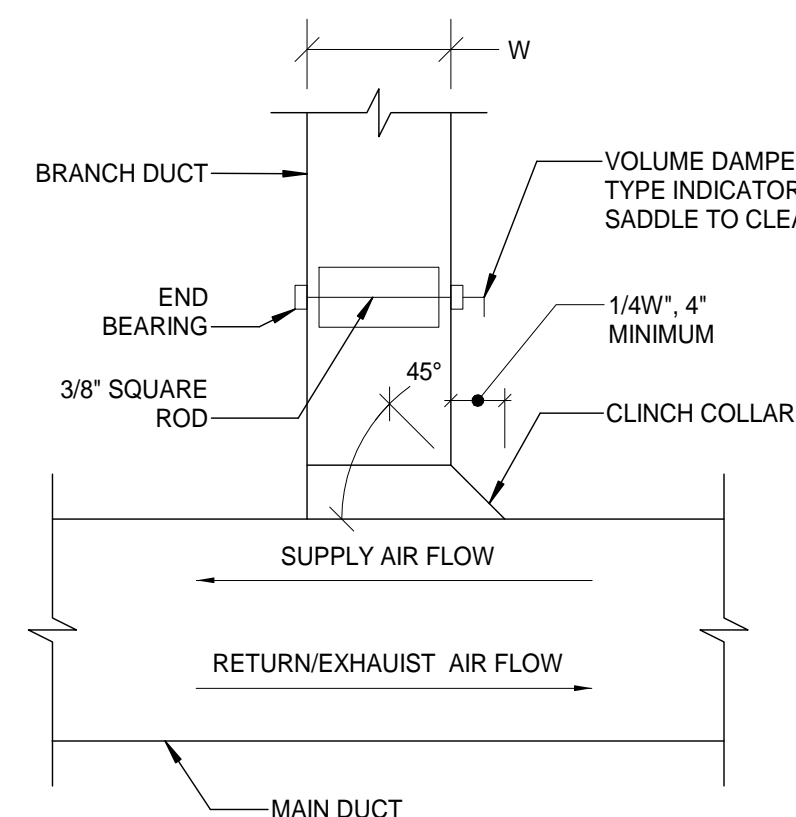 W
BRANCH DUCT
VOLUME DAMPE
TYPE INDICATOR
SADDLE TO CLEA
END
BEARING
1/4W", 4"
MINIMUM
3/8" SQUARE
ROD
45°
CLINCH COLLAR
SUPPLY AIR FLOW
RETURN/EXHAUIST AIR FLOW
MAIN DUCT